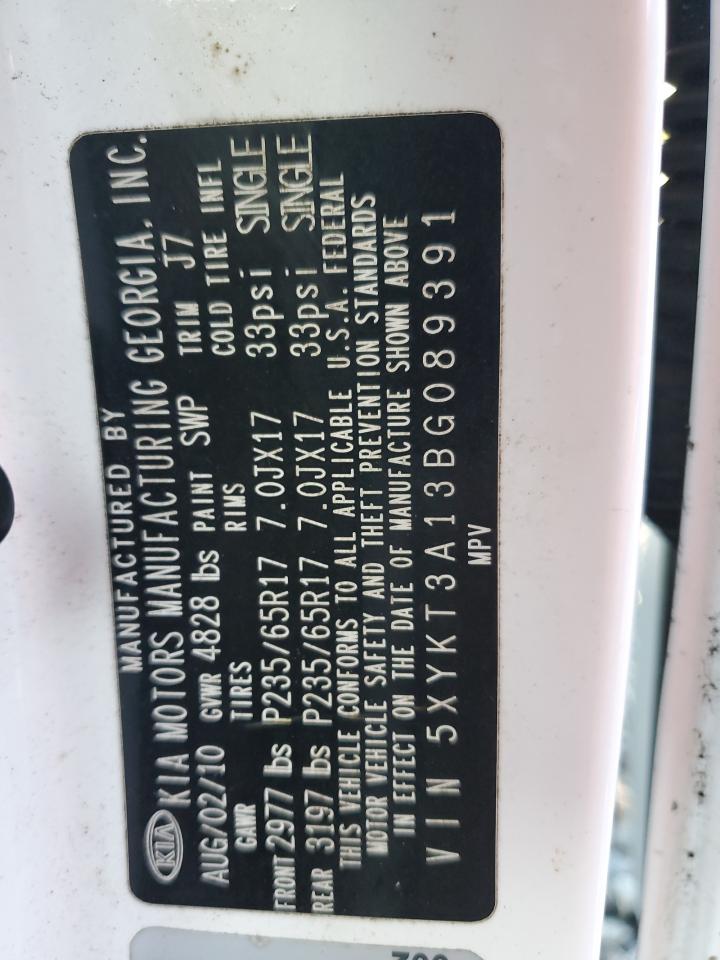 MANUFACTURED BY
KIA KIA MOTORS MANUFACTURING GEORGIA, INC.
AUG/02/10 GVWR 4828 lbs PAINT SWP TRIM J7
GAWR TIRES RIMS COLD TIRE INFL
FRONT 2977 lbs P235/65R17 7.0JX17 33psi SINGLE
REAR 3197 lbs P235/65R17 7.0JX17 33psi SINGLE
THIS VEHICLE CONFORMS TO ALL APPLICABLE U.S.A. FEDERAL
MOTOR VEHICLE SAFETY AND THEFT PREVENTION STANDARDS
IN EFFECT ON THE DATE OF MANUFACTURE SHOWN ABOVE
VIN 5XYKT3A13BG089391
MPV